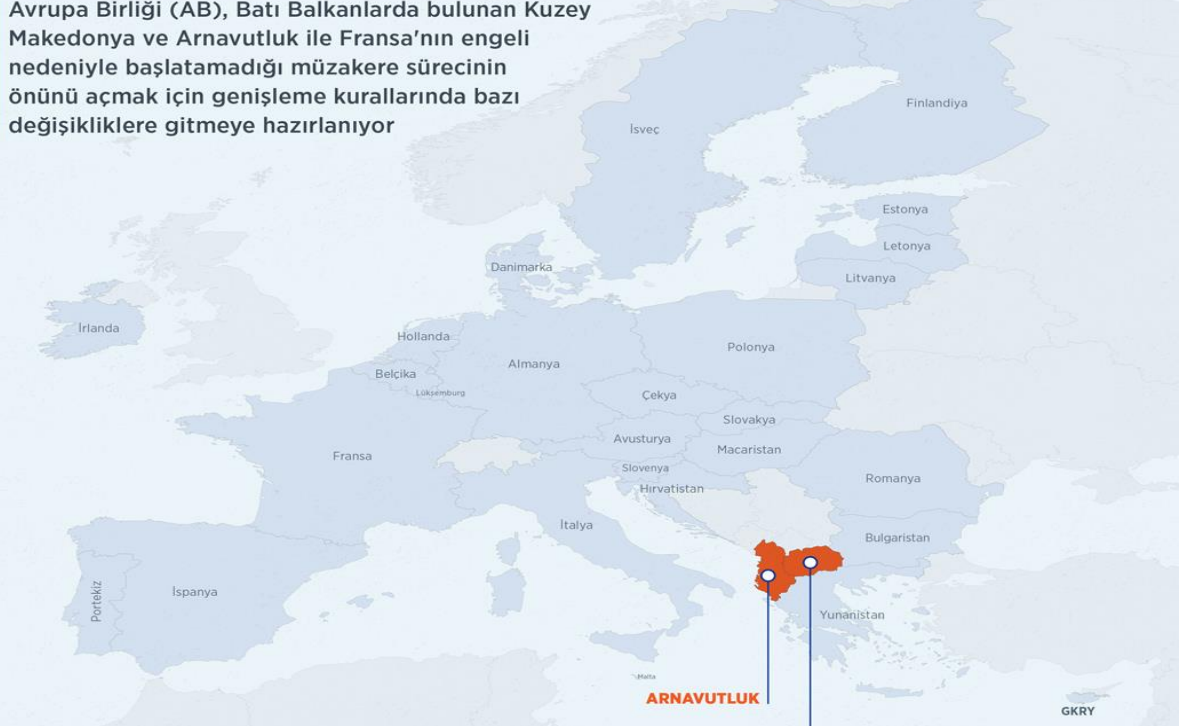 Avrupa Birliği (AB), Batı Balkanlarda bulunan Kuzey
Makedonya ve Arnavutluk ile Fransa'nın engeli
nedeniyle başlatamadığı müzakere sürecinin
önünü açmak için genişleme kurallarında bazı
değişikliklere gitmeye hazırlanıyor
Finlandiya
İsveç
Estonya
Letonya
Danimarka
Litvanya
İrlanda
Hollanda
Polonya
Almanya
Belçika
Lüksemburg
Çekya
Slovakya
Avusturya
Macaristan
Fransa
Slovenya
Romanya
Hırvatistan
İtalya
Bulgaristan
Portekiz
İspanya
Yunanistan
Malta
ARNAVUTLUK
GKRY